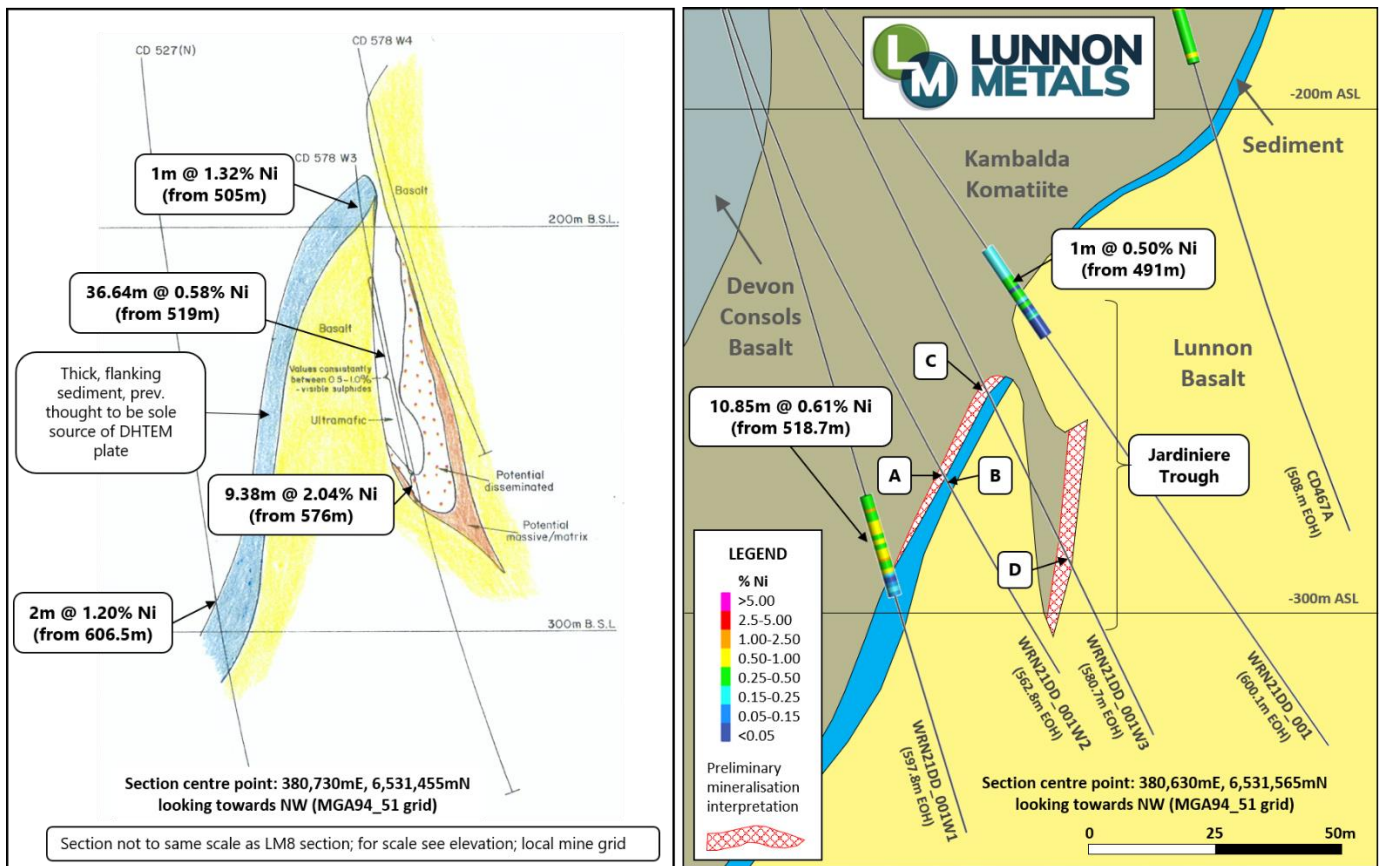 CD 527(N)
CD 578 W4
CD 578 W3
1m @ 1.32% Ni
(from 505m)
Basalt
200m B.S.L.
36.64m @ 0.58% Ni
(from 519m)
Basalt
Values consistantly
between 0.5-1.0%
- visible sulphides
Thick, flanking
sediment, prev.
thought to be sole
source of DHTEM
plate
Ultramafic
9.38m @ 2.04% Ni
(from 576m)
Potential
disseminated
Potential
massive/matrix
2m @ 1.20% Ni
(from 606.5m)
300m B.S.L.
Section centre point: 380,730mE, 6,531,455mN
looking towards NW (MGA94_51 grid)
Section not to same scale as LM8 section; for scale see elevation; local mine grid
LM
LUNNON
METALS
-200m ASL
Sediment
Kambalda
Komatiite
1m @ 0.50% Ni
(from 491m)
Devon
Consols
Basalt
Lunnon
Basalt
C
10.85m @ 0.61% Ni
(from 518.7m)
A
B
Jardiniere
Trough
CD467A
(508.m EOH)
D
LEGEND
% Ni
>5.00
2.5-5.00
1.00-2.50
0.50-1.00
0.25-0.50
0.15-0.25
0.05-0.15
<0.05
Preliminary
mineralisation
interpretation
-300m ASL
WRN21DD_001W1
(597.8m EOH)
WRN21DD_001W2
(562.8m EOH)
WRN21DD_001W3
(580.7m EOH)
WRN21DD_001
(600.1m EOH)
Section centre point: 380,630mE, 6,531,565mN
looking towards NW (MGA94_51 grid)
0 25 50m